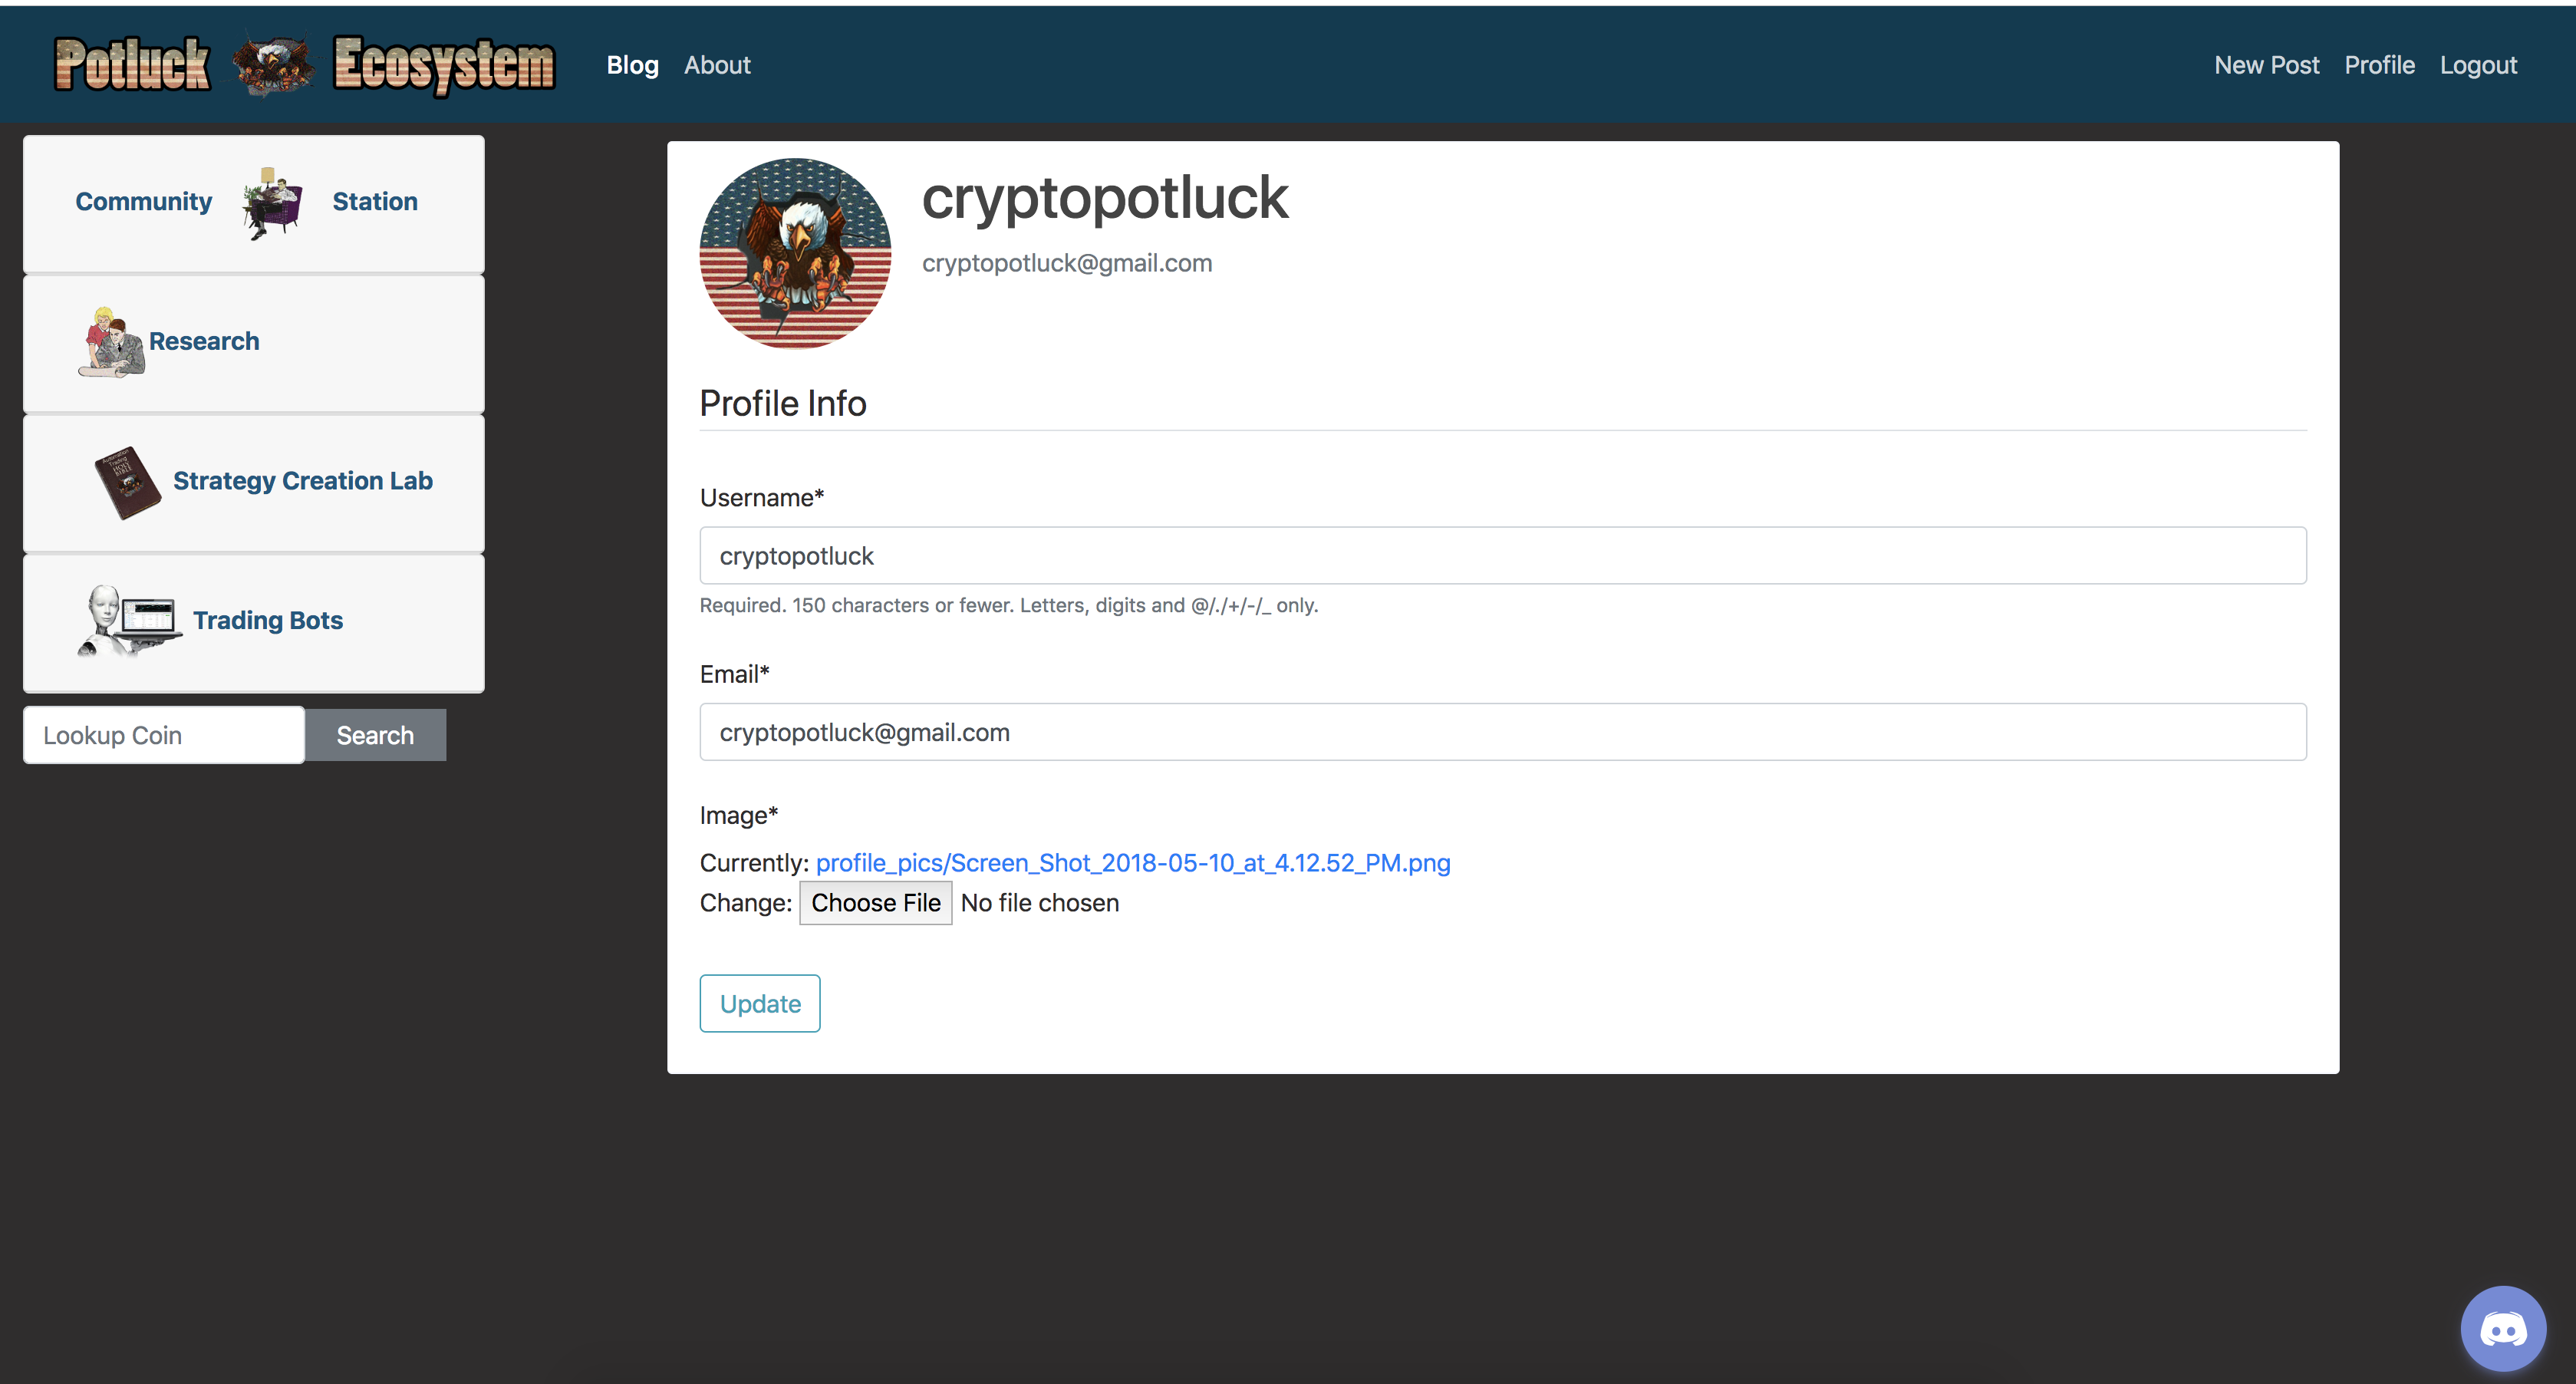 Potluck Ecosystem
Blog About
New Post Profile Logout
Community Station
Research
Strategy Creation Lab
Trading Bots
Lookup Coin Search
cryptopotluck
cryptopotluck@gmail.com
Profile Info
Username*
cryptopotluck
Required. 150 characters or fewer. Letters, digits and @/./+/-/_ only.
Email*
cryptopotluck@gmail.com
Image*
Currently: profile_pics/Screen_Shot_2018-05-10_at_4.12.52_PM.png
Change: Choose File No file chosen
Update